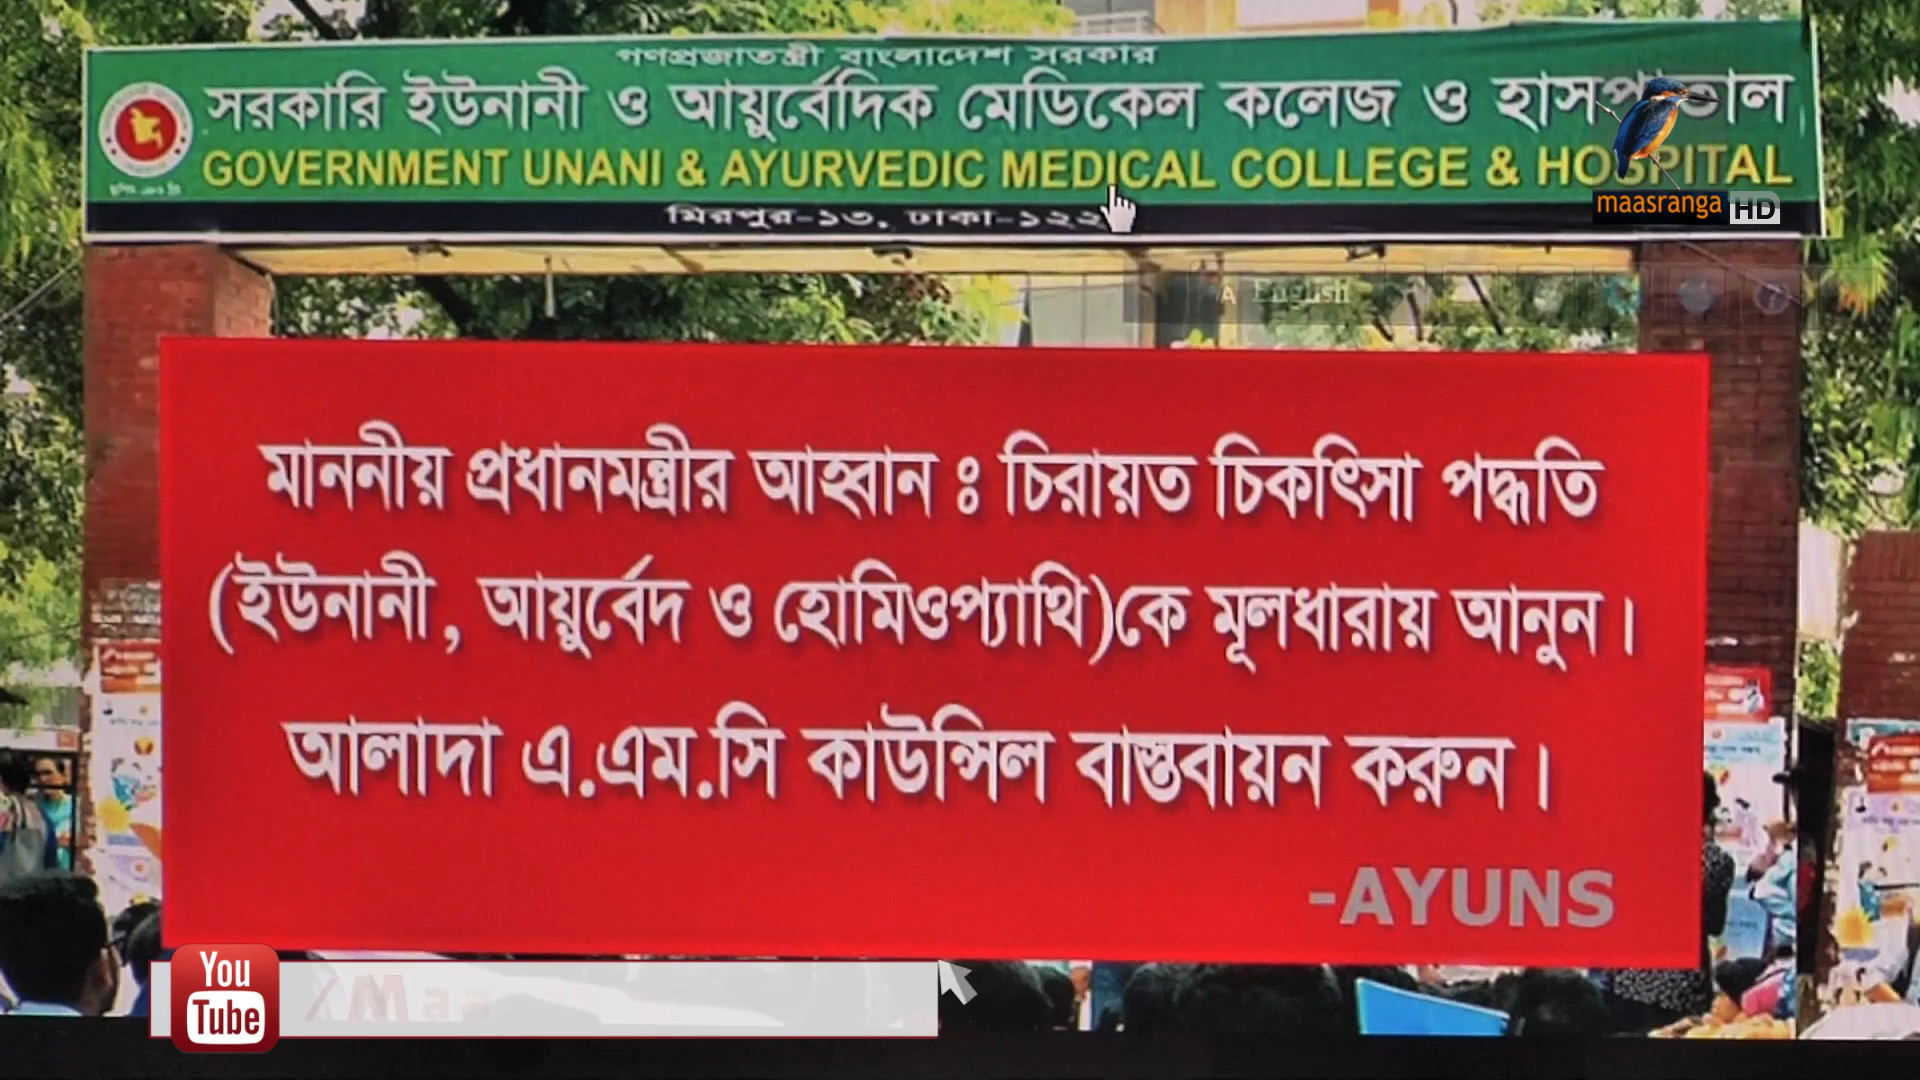 গণপ্রজাতন্ত্রী বাংলাদেশ সরকার
সরকারি ইউনানী ও আয়ুর্বেদিক মেডিকেল কলেজ ও হাসপাতাল
GOVERNMENT UNANI & AYURVEDIC MEDICAL COLLEGE & HOSPITAL
মিরপুর-১৩, ঢাকা-১২২
maasranga HD
English
মাননীয় প্রধানমন্ত্রীর আহ্বান ঃ চিরায়ত চিকিৎসা পদ্ধতি
(ইউনানী, আয়ুর্বেদ ও হোমিওপ্যাথি)কে মূলধারায় আনুন।
আলাদা এ.এম.সি কাউন্সিল বাস্তবায়ন করুন।
-AYUNS
You
Tube